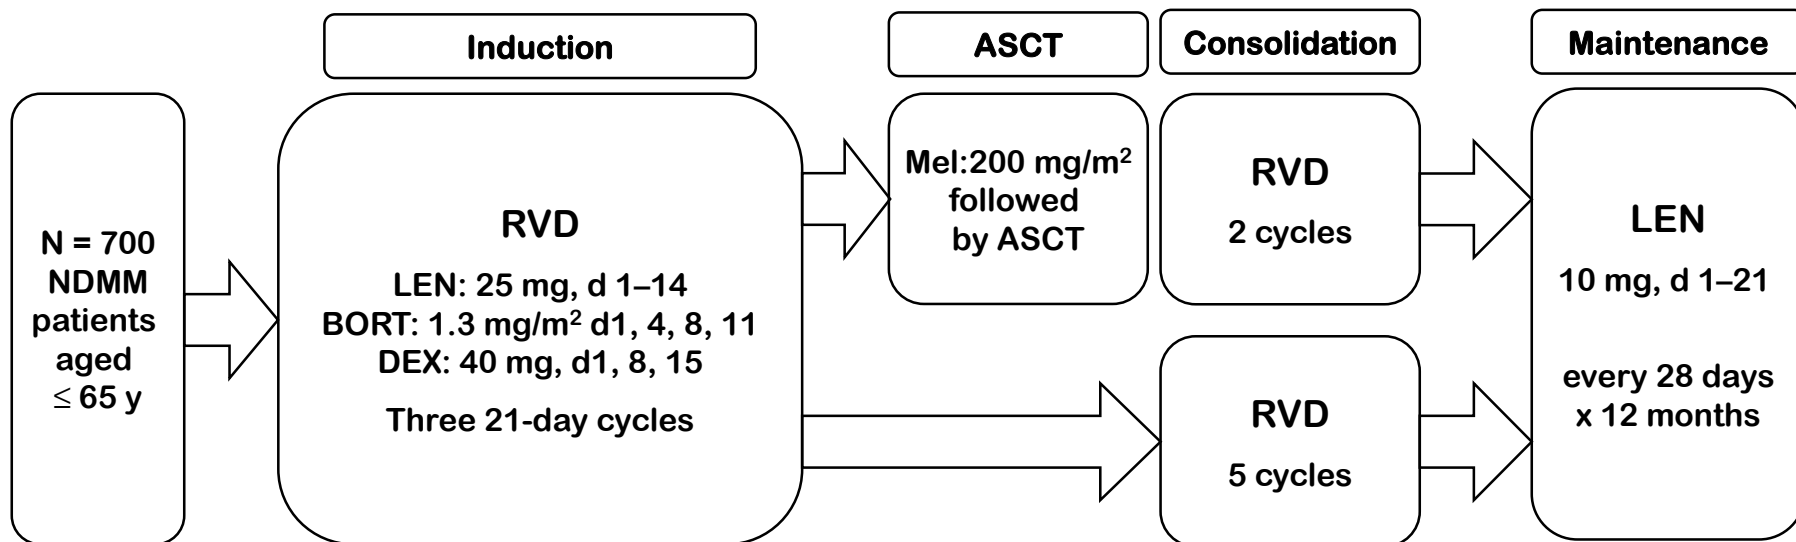 Induction
ASCT
Consolidation
Maintenance
N = 700
NDMM
patients
aged
≤ 65 y
RVD
LEN: 25 mg, d 1–14
BORT: 1.3 mg/m² d1, 4, 8, 11
DEX: 40 mg, d1, 8, 15
Three 21-day cycles
Mel:200 mg/m²
followed
by ASCT
RVD
2 cycles
RVD
5 cycles
LEN
10 mg, d 1–21
every 28 days
x 12 months